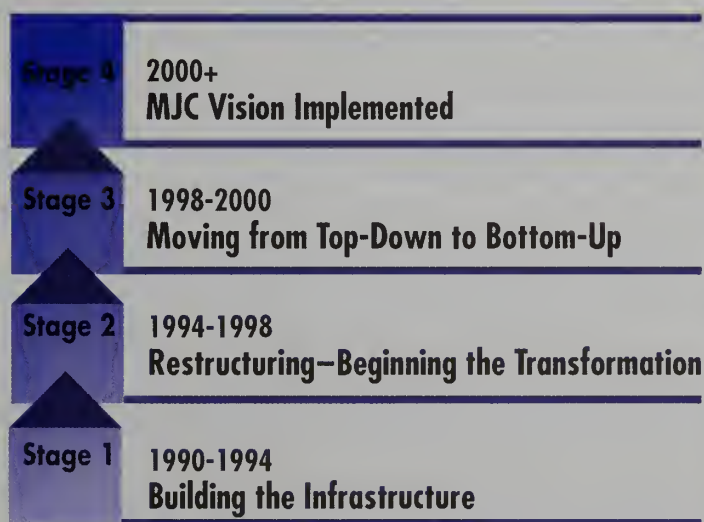 Stage 4
2000+
MJC Vision Implemented
Stage 3
1998-2000
Moving from Top-Down to Bottom-Up
Stage 2
1994-1998
Restructuring–Beginning the Transformation
Stage 1
1990-1994
Building the Infrastructure